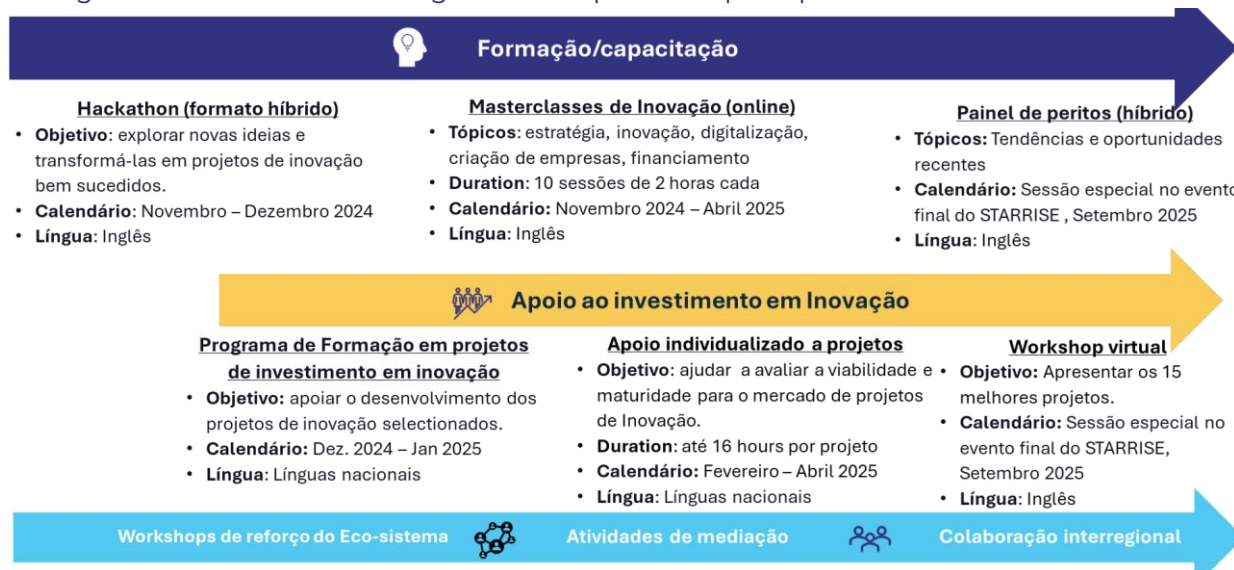 Formação/capacitação
Hackathon (formato híbrido)
• Objetivo: explorar novas ideias e
transformá-las em projetos de inovação
bem sucedidos.
• Calendário: Novembro – Dezembro 2024
• Língua: Inglês
Masterclasses de Inovação (online)
• Tópicos: estratégia, inovação, digitalização,
criação de empresas, financiamento
• Duration: 10 sessões de 2 horas cada
• Calendário: Novembro 2024 – Abril 2025
• Língua: Inglês
Painel de peritos (híbrido)
• Tópicos: Tendências e oportunidades
recentes
• Calendário: Sessão especial no evento
final do STARRISE , Setembro 2025
• Língua: Inglês
Apoio ao investimento em Inovação
Programa de Formação em projetos
de investimento em inovação
• Objetivo: apoiar o desenvolvimento dos
projetos de inovação selectionados.
• Calendário: Dez. 2024 – Jan 2025
• Língua: Línguas nacionais
Apoio individualizado a projetos
• Objetivo: ajudar a avaliar a viabilidade e
maturidade para o mercado de projetos
de Inovação.
• Duration: até 16 hours por projeto
• Calendário: Fevereiro – Abril 2025
• Língua: Línguas nacionais
Workshop virtual
• Objetivo: Apresentar os 15
melhores projetos.
• Calendário: Sessão especial no
evento final do STARRISE,
Setembro 2025
• Língua: Inglês
Workshops de reforço do Eco-sistema
Atividades de mediação
Colaboração interregional